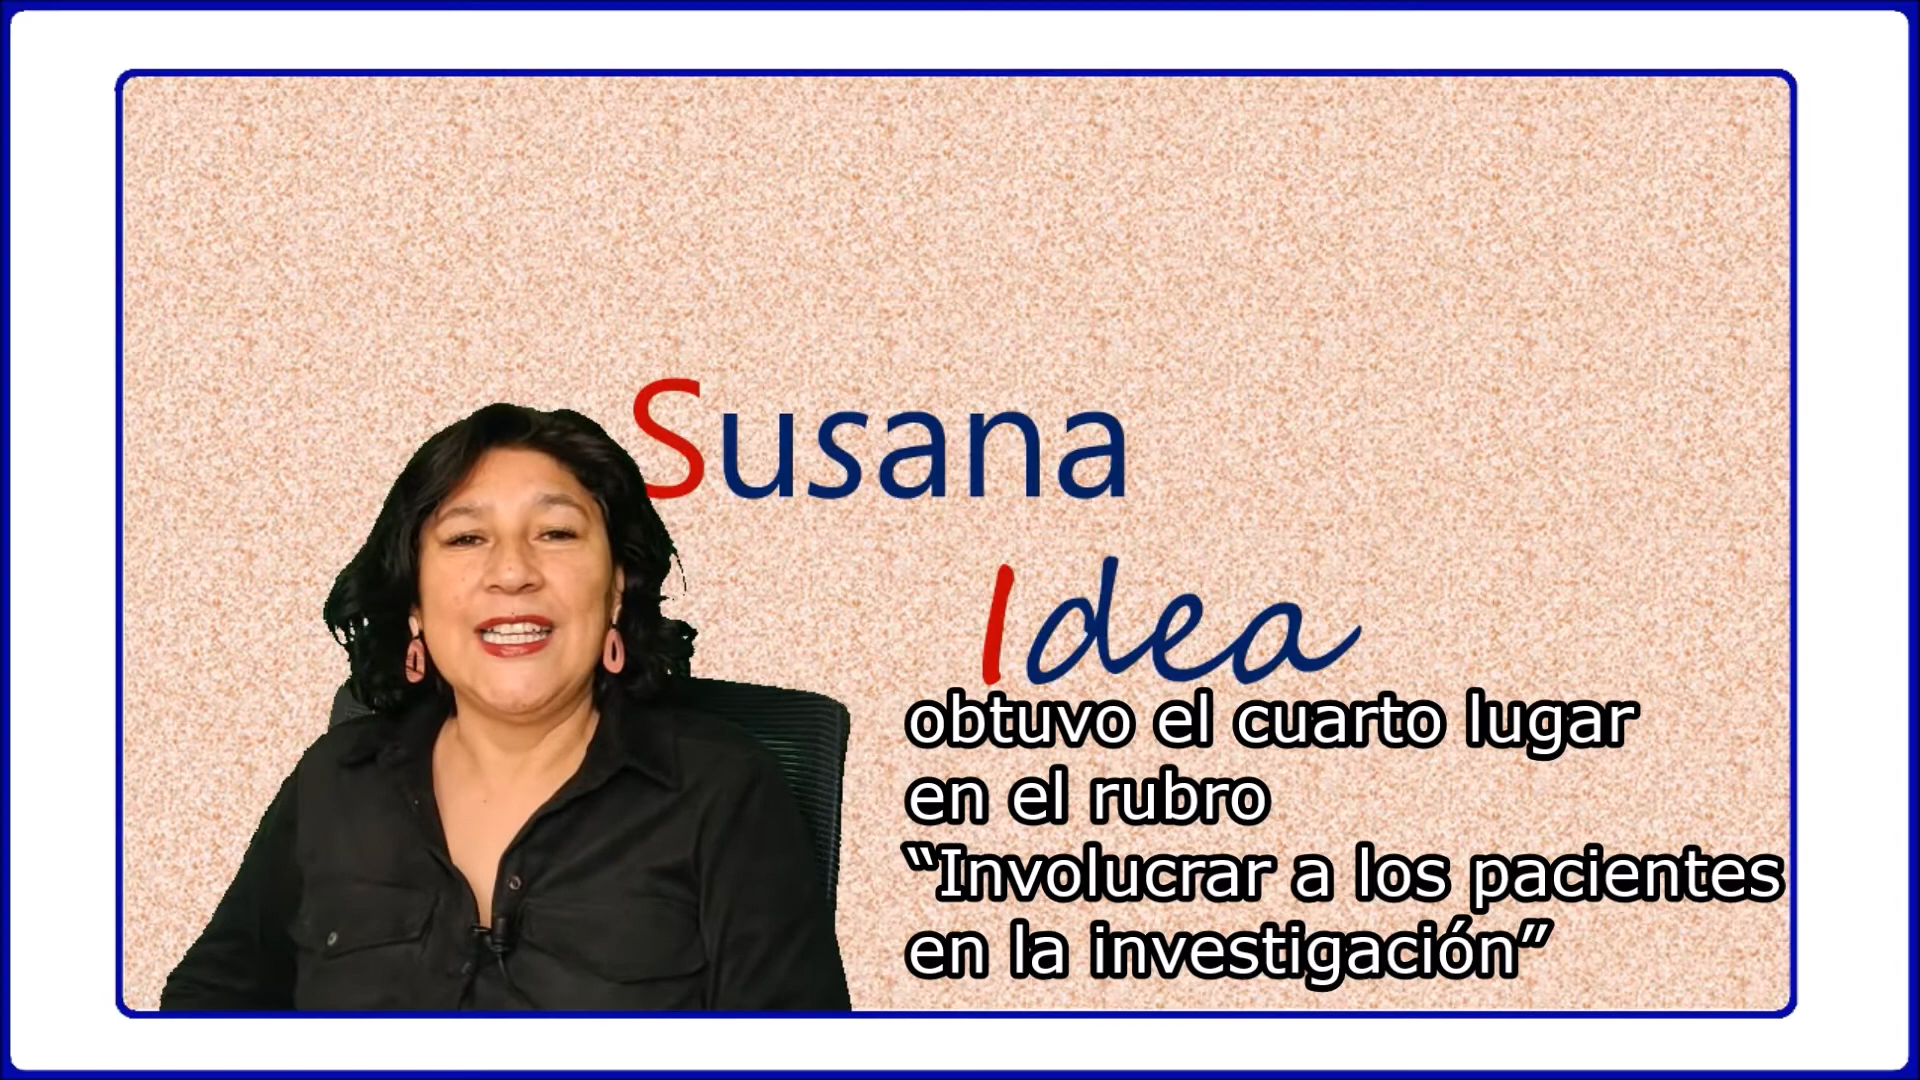 Susana
Idea
obtuvo el cuarto lugar
en el rubro
“Involucrar a los pacientes
en la investigación”